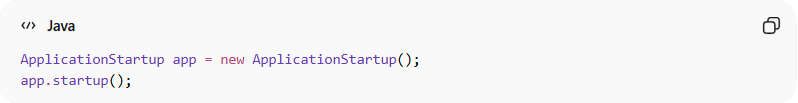 </> Java
ApplicationStartup app = new ApplicationStartup();
app.startup();